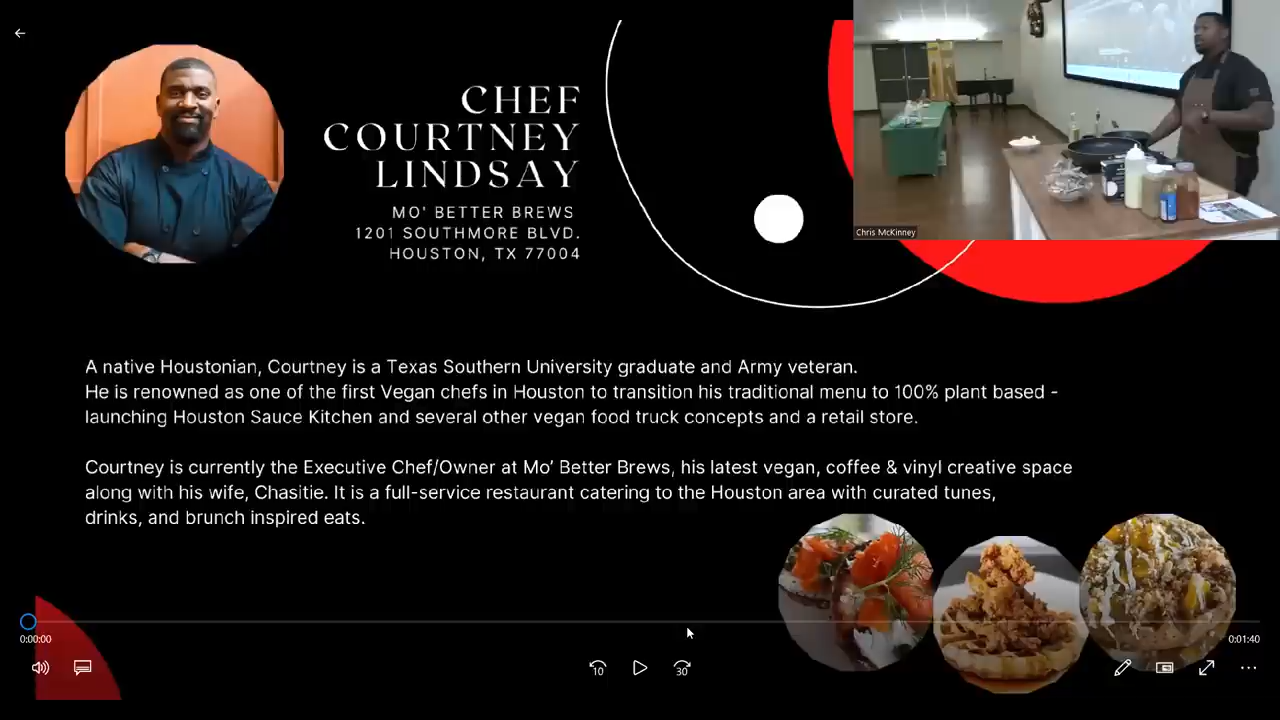 CHEF
COURTNEY
LINDSAY
MO' BETTER BREWS
1201 SOUTHMORE BLVD.
HOUSTON, TX 77004
Chris McKinney
A native Houstonian, Courtney is a Texas Southern University graduate and Army veteran.
He is renowned as one of the first Vegan chefs in Houston to transition his traditional menu to 100% plant based -
launching Houston Sauce Kitchen and several other vegan food truck concepts and a retail store.
Courtney is currently the Executive Chef/Owner at Mo' Better Brews, his latest vegan, coffee & vinyl creative space
along with his wife, Chasitie. It is a full-service restaurant catering to the Houston area with curated tunes,
drinks, and brunch inspired eats.
0:00:00
0:01:40
10
30